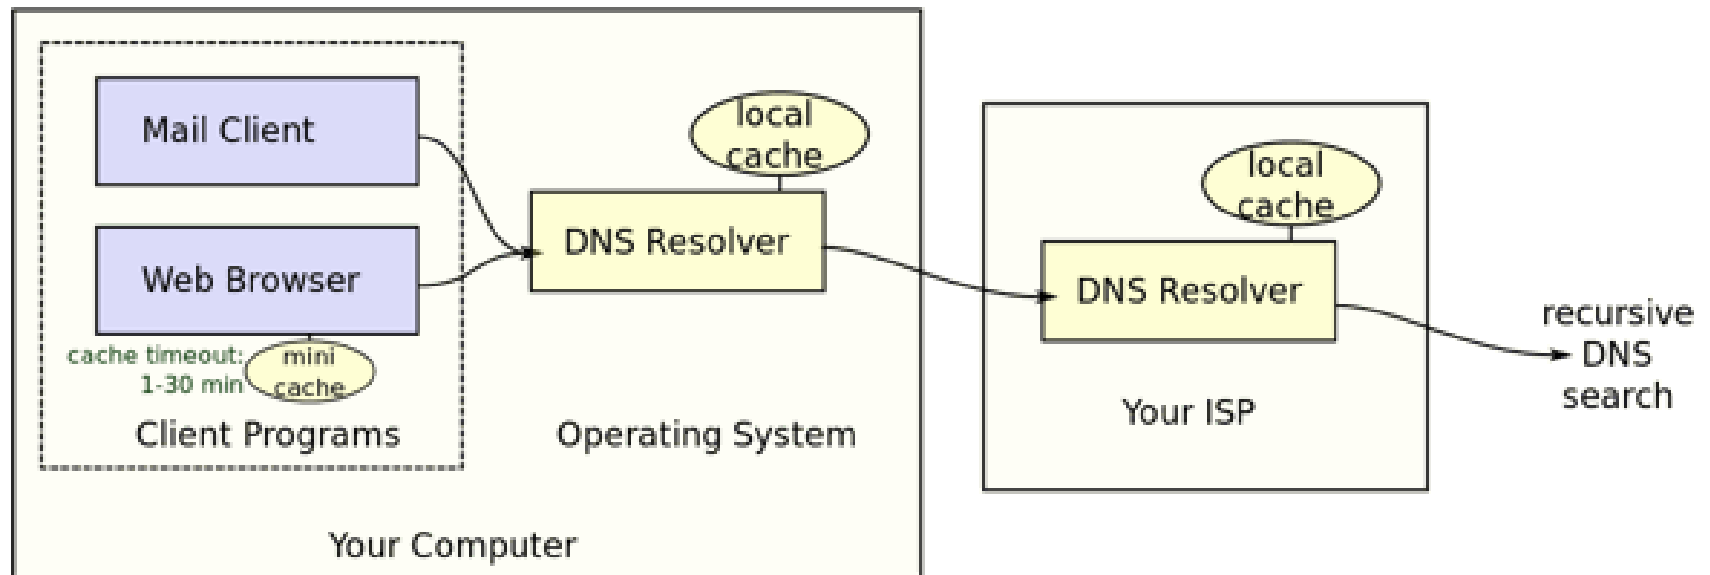 Mail Client
Web Browser
cache timeout:
1-30 min
mini
cache
Client Programs
local
cache
DNS Resolver
Operating System
Your Computer
local
cache
DNS Resolver
Your ISP
recursive
DNS
search